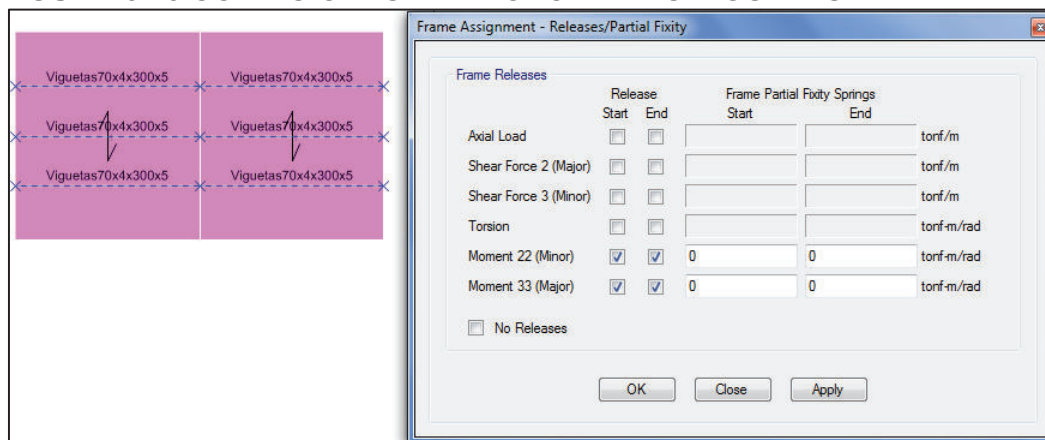 Viguetas70x4x300x5 Viguetas70x4x300x5
Viguetas70x4x300x5 Viguetas70x4x300x5
Viguetas70x4x300x5 Viguetas70x4x300x5
Frame Assignment - Releases/Partial Fixity
Frame Releases
Release Frame Partial Fixity Springs
Start End Start End
Axial Load tonf/m
Shear Force 2 (Major) tonf/m
Shear Force 3 (Minor) tonf/m
Torsion tonf-m/rad
Moment 22 (Minor) 0 0 tonf-m/rad
Moment 33 (Major) 0 0 tonf-m/rad
No Releases
OK Close Apply